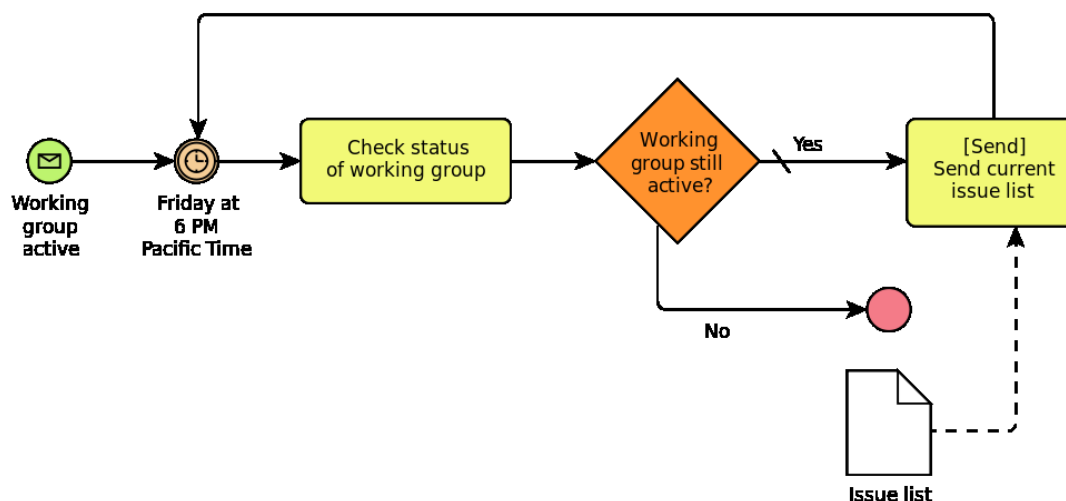 Working
group
active
Friday at
6 PM
Pacific Time
Check status
of working group
Working
group still
active?
Yes
[Send]
Send current
issue list
No
Issue list